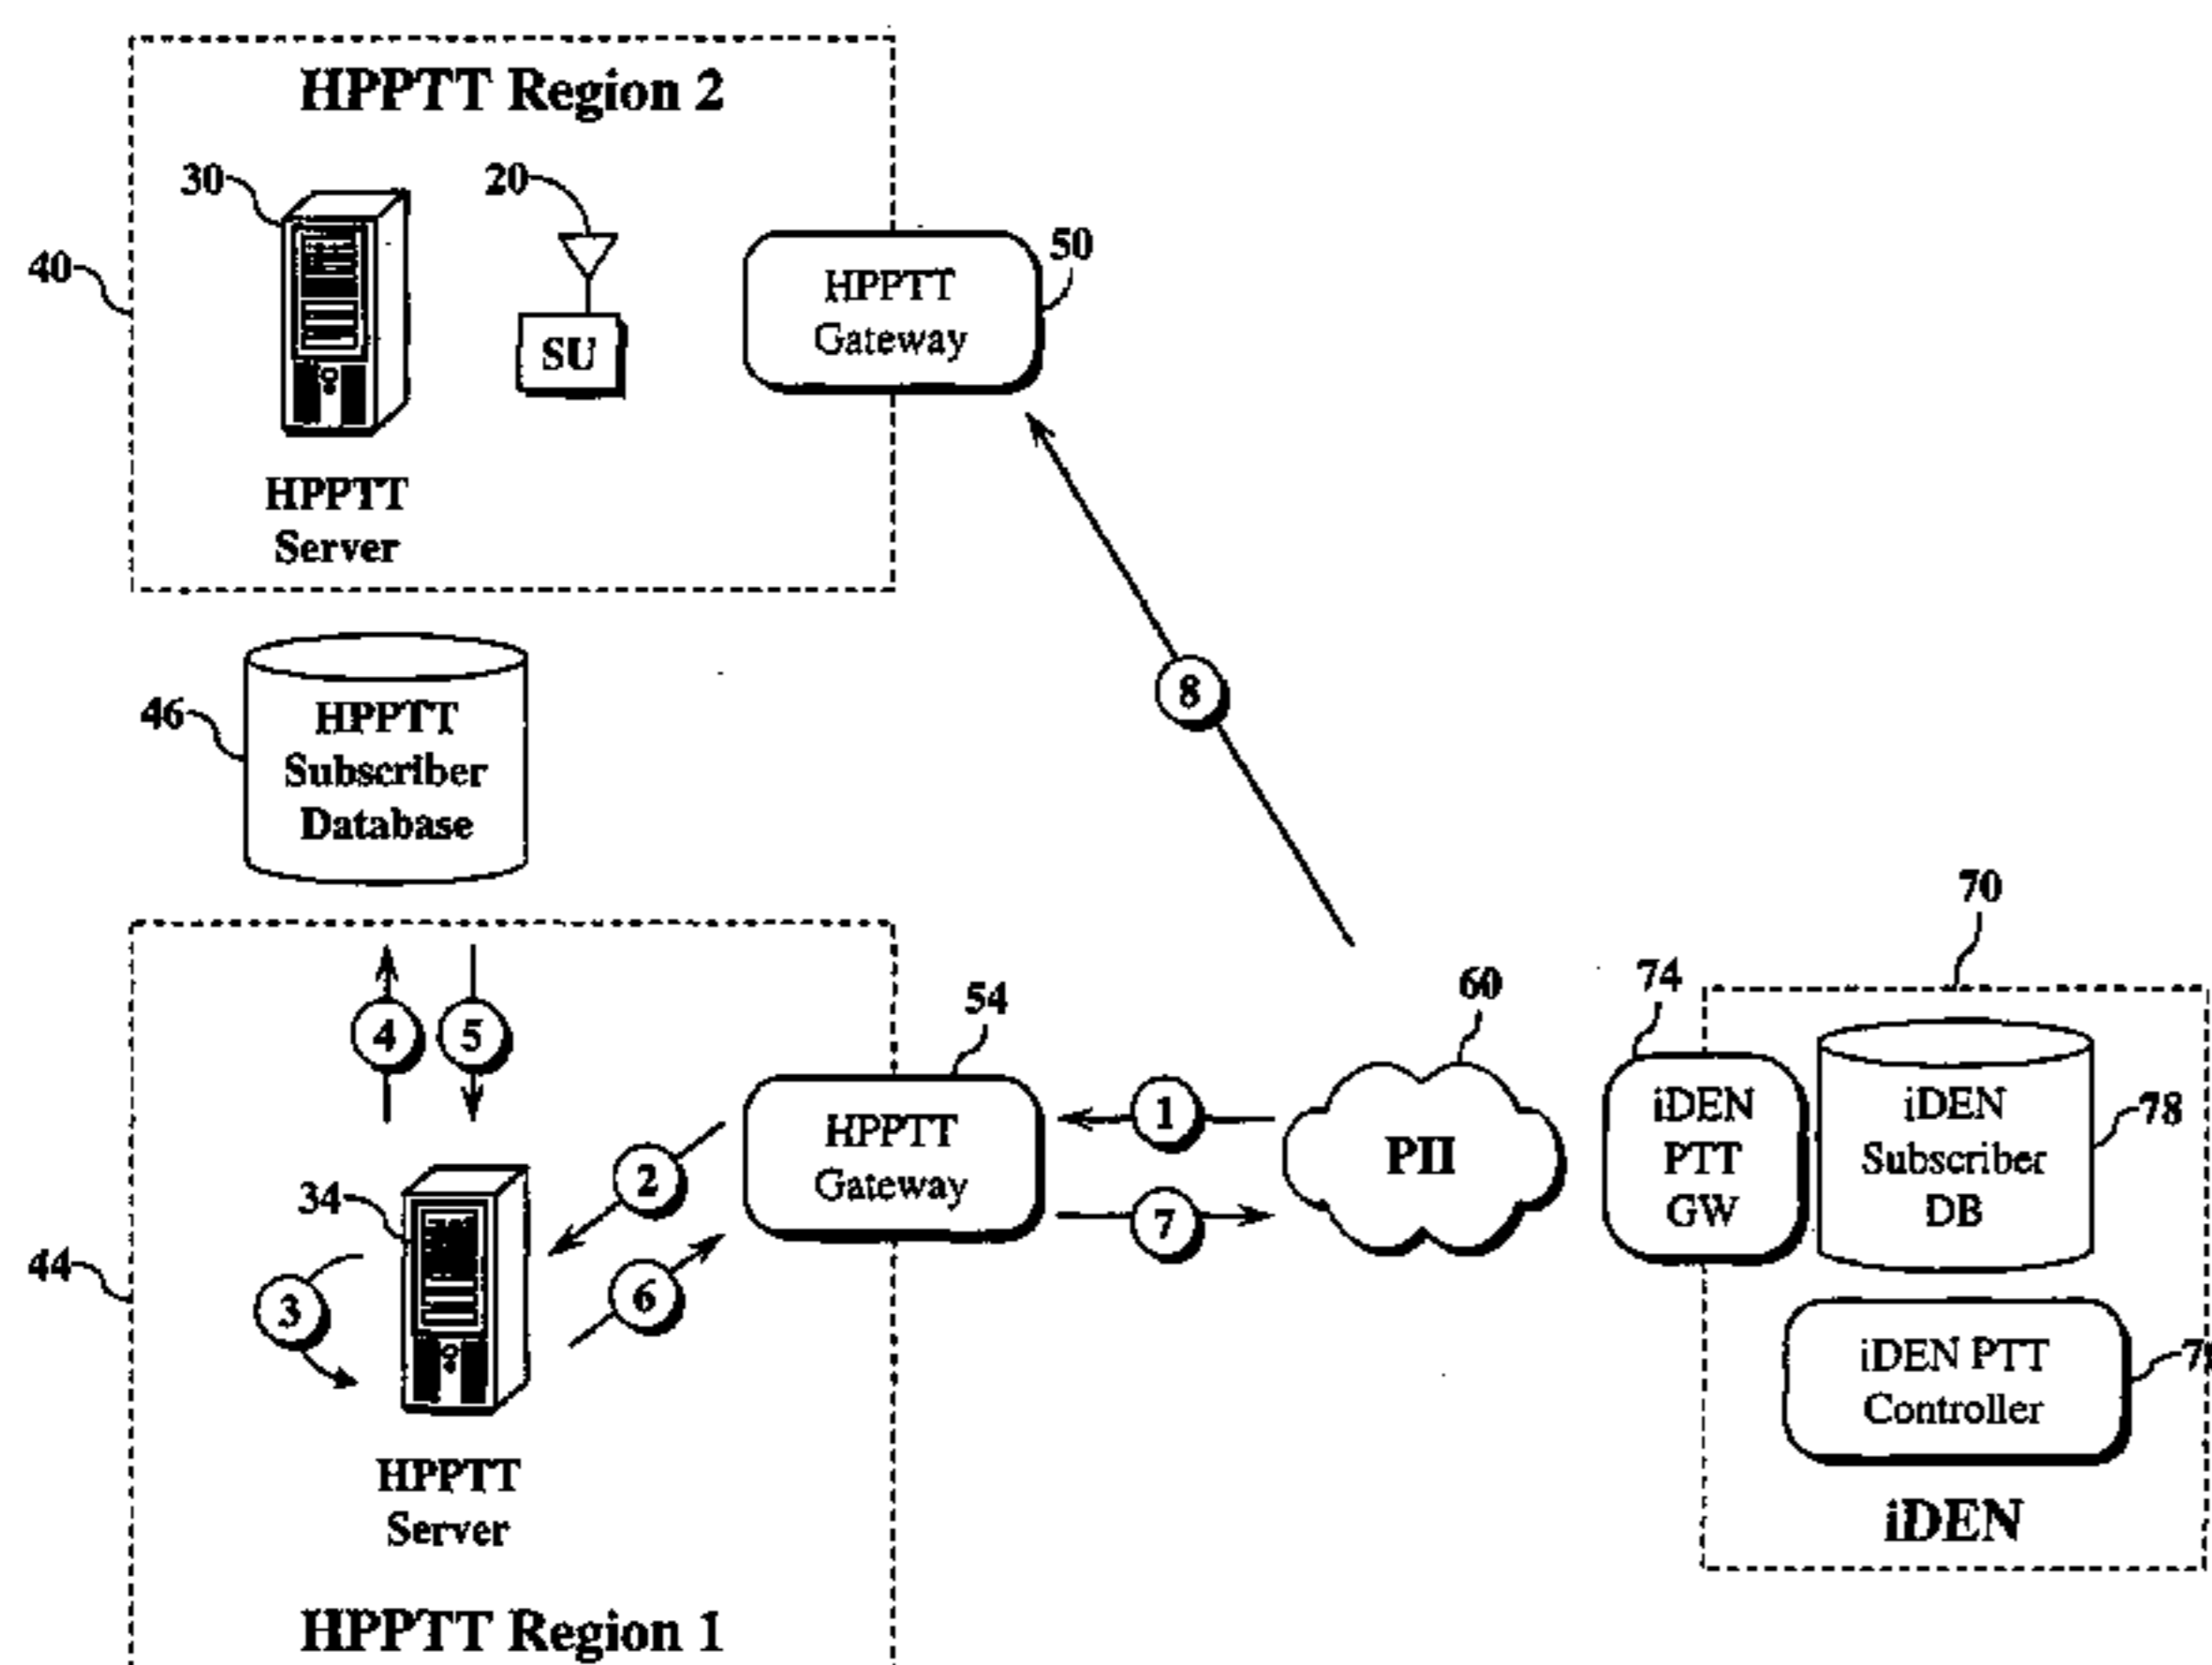 HPPTT Region 2
30
20
40
50
HPPTT
Gateway
SU
HPPTT
Server
8
46
HPPTT
Subscriber
Database
70
4
5
54
60
74
1
HPPTT
Gateway
PII
iDEN
PTT
GW
iDEN
Subscriber
DB
78
2
34
7
44
3
6
iDEN PTT
Controller
HPPTT
Server
iDEN
HPPTT Region 1